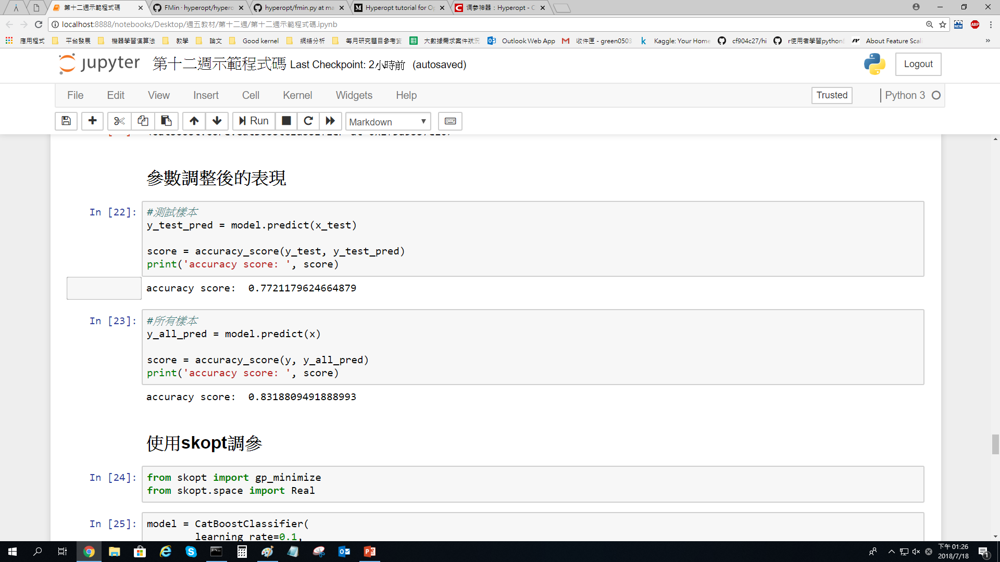 第十二週示範程式碼
FMin · hyperopt/hypero
hyperopt/fmin.py at ma
Hyperopt tutorial for Op
调参神器：Hyperopt - C
localhost:8888/notebooks/Desktop/週五教材/第十二週/第十二週示範程式碼.ipynb
應用程式 平台發展 機器學習演算法 教學 論文 Good kernel 網絡分析 每月研究題目參考資 大數據需求案件狀況 Outlook Web App 收件匣 - green0503 Kaggle: Your Home cf904c27/hi r使用者學習python About Feature Scali
jupyter 第十二週示範程式碼 Last Checkpoint: 2小時前 (autosaved) Logout
File Edit View Insert Cell Kernel Widgets Help Trusted Python 3
Run Markdown
參數調整後的表現
In [22]: #測試樣本
y_test_pred = model.predict(x_test)
score = accuracy_score(y_test, y_test_pred)
print('accuracy score: ', score)
accuracy score:  0.7721179624664879
In [23]: #所有樣本
y_all_pred = model.predict(x)
score = accuracy_score(y, y_all_pred)
print('accuracy score: ', score)
accuracy score:  0.8318809491888993
使用skopt調參
In [24]: from skopt import gp_minimize
from skopt.space import Real
In [25]: model = CatBoostClassifier(
learning_rate=0.1,
下午 01:26
2018/7/18